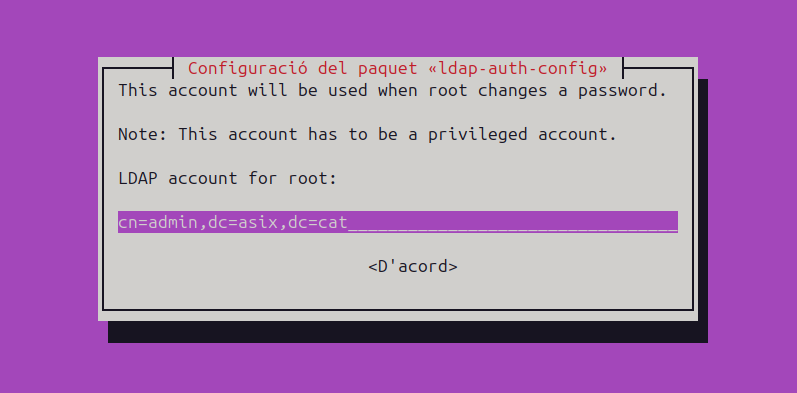 Configuració del paquet «ldap-auth-config»
This account will be used when root changes a password.
Note: This account has to be a privileged account.
LDAP account for root:
cn=admin,dc=asix,dc=cat_________________________________
<D'acord>